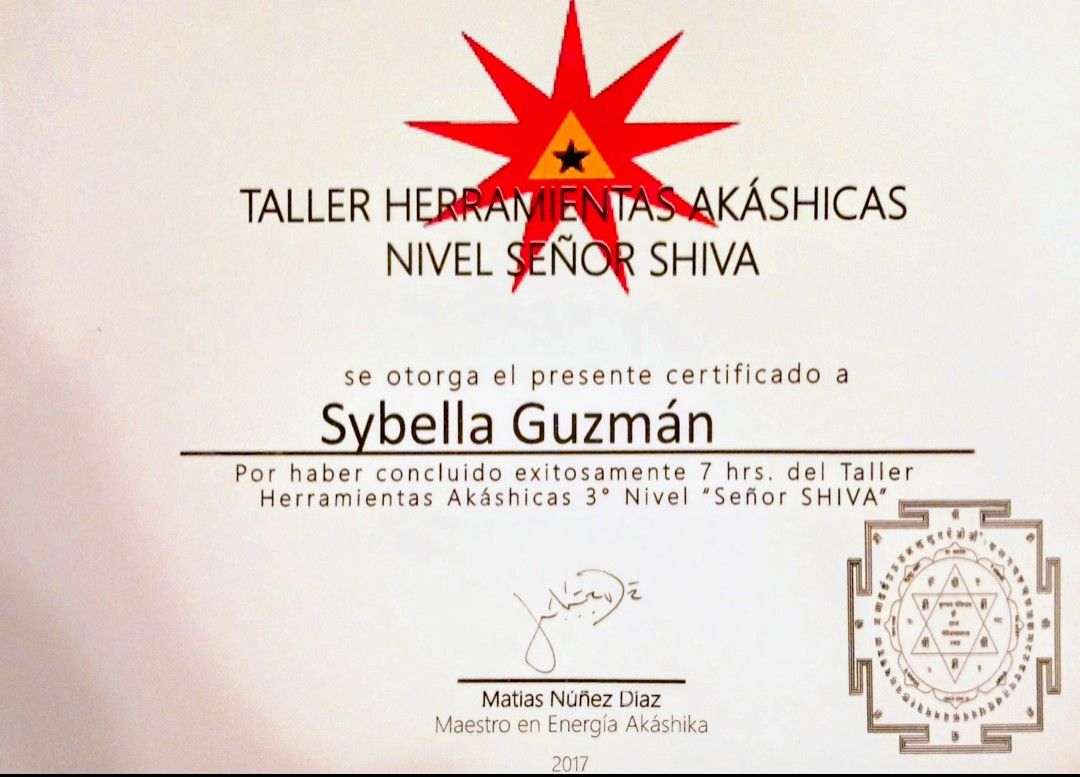 TALLER HERRAMIENTAS AKÁSHICAS
NIVEL SEÑOR SHIVA
se otorga el presente certificado a
Sybella Guzmán
Por haber concluido exitosamente 7 hrs. del Taller
Herramientas Akáshicas 3° Nivel “Señor SHIVA”
Matias Núñez Diaz
Maestro en Energía Akáshika
2017